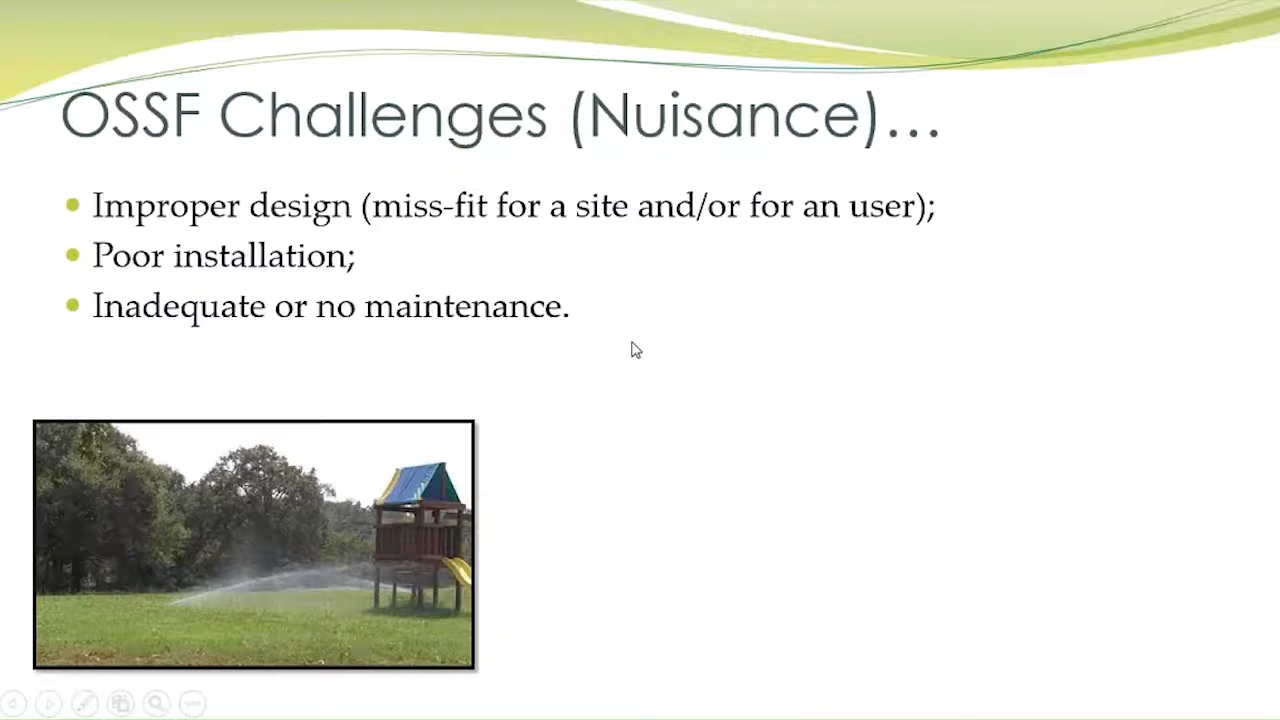 OSSF Challenges (Nuisance)...
Improper design (miss-fit for a site and/or for an user);
Poor installation;
Inadequate or no maintenance.